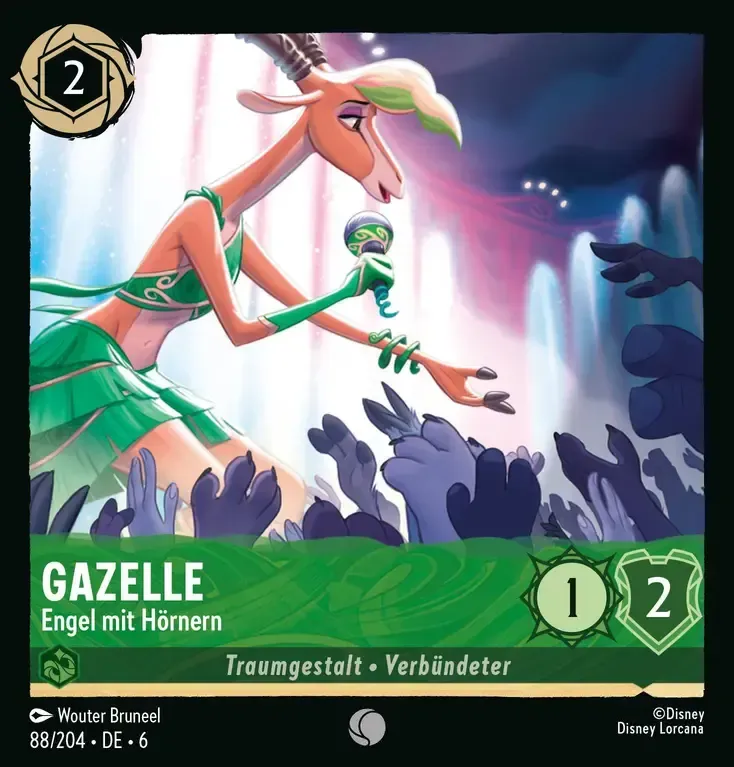 2
GAZELLE
Engel mit Hörnern
1
2
Traumgestalt • Verbündeter
Wouter Bruneel
©Disney
88/204 • DE • 6
Disney Lorcana